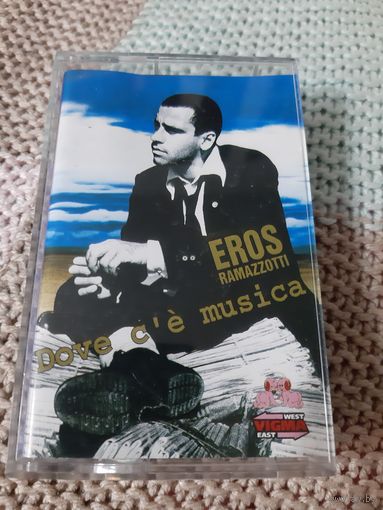 EROS
RAMAZZOTTI
Dove c'è musica
WEST
VIGMA
EAST